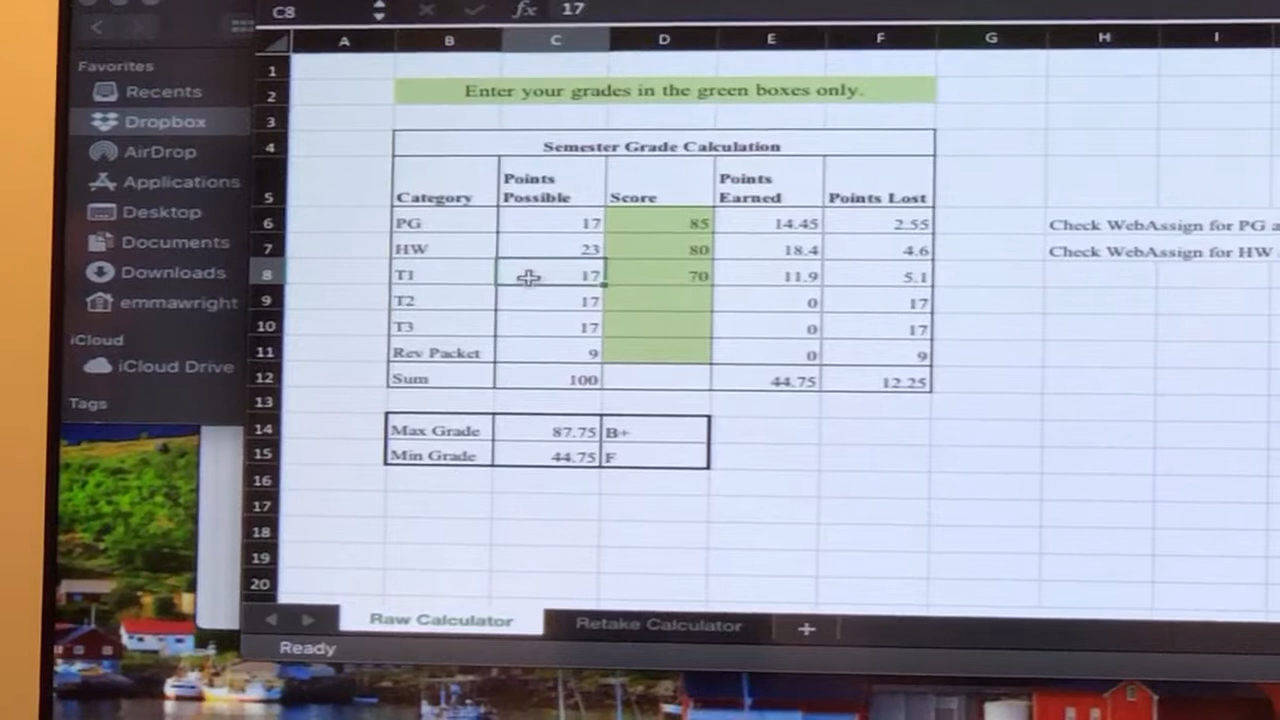 C8 fx 17
A B C D E F G H I
Favorites
Recents
Dropbox
AirDrop
Applications
Desktop
Documents
Downloads
emmawright
iCloud
iCloud Drive
Tags
1
2 Enter your grades in the green boxes only.
3
4 Semester Grade Calculation
5 Category Points Possible Score Points Earned Points Lost
6 PG 17 85 14.45 2.55 Check WebAssign for PG a
7 HW 23 80 18.4 4.6 Check WebAssign for HW
8 T1 17 70 11.9 5.1
9 T2 17 0 17
10 T3 17 0 17
11 Rev Packet 9 0 9
12 Sum 100 44.75 12.25
13
14 Max Grade 87.75 B+
15 Min Grade 44.75 F
16
17
18
19
20
Raw Calculator Retake Calculator +
Ready